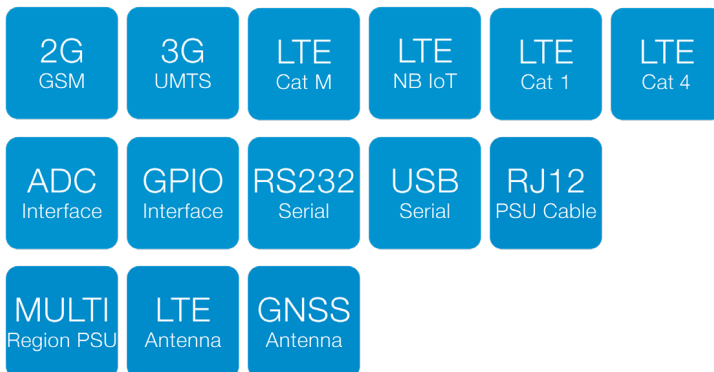 2G
GSM
3G
UMTS
LTE
Cat M
LTE
NB IoT
LTE
Cat 1
LTE
Cat 4
ADC
Interface
GPIO
Interface
RS232
Serial
USB
Serial
RJ12
PSU Cable
MULTI
Region PSU
LTE
Antenna
GNSS
Antenna